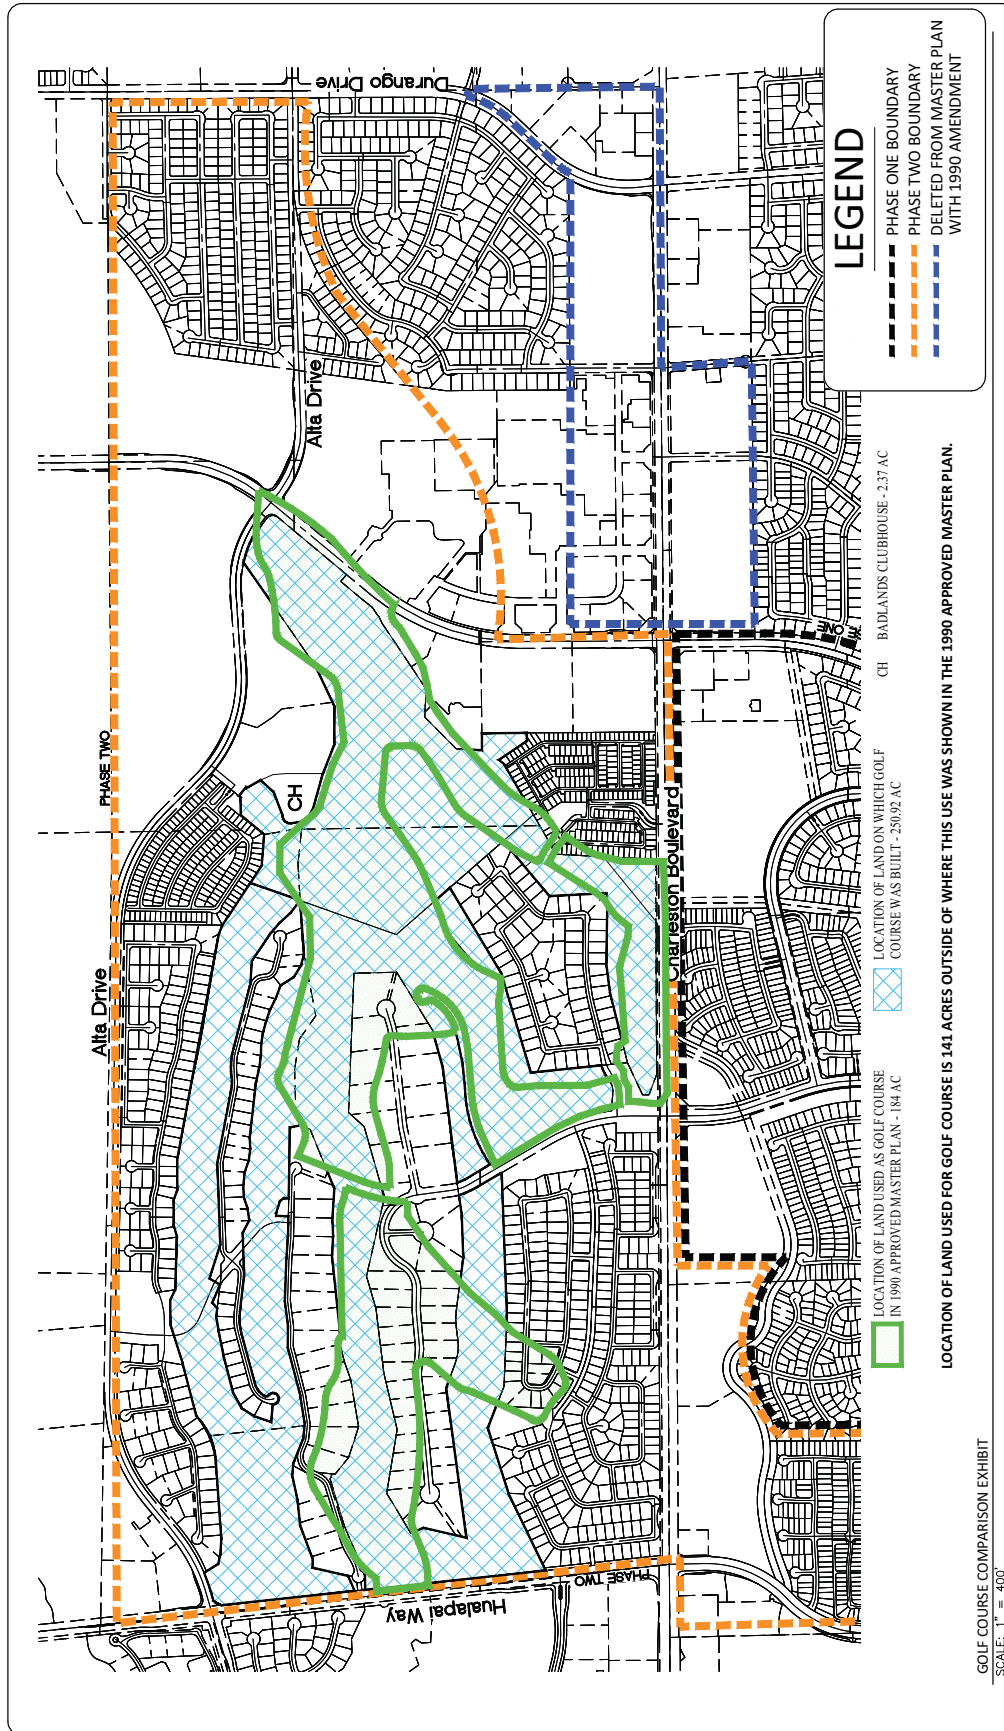 Durango Drive
Alta Drive
PHASE TWO
Alta Drive
CH
Charleston Boulevard
Hualapai Way
PHASE TWO
ONE
LEGEND
PHASE ONE BOUNDARY
PHASE TWO BOUNDARY
DELETED FROM MASTER PLAN
WITH 1990 AMENDMENT
LOCATION OF LAND USED AS GOLF COURSE
IN 1990 APPROVED MASTER PLAN - 184 AC
LOCATION OF LAND ON WHICH GOLF
COURSE WAS BUILT - 250.92 AC
CH BADLANDS CLUBHOUSE - 2.37 AC
LOCATION OF LAND USED FOR GOLF COURSE IS 141 ACRES OUTSIDE OF WHERE THIS USE WAS SHOWN IN THE 1990 APPROVED MASTER PLAN.
GOLF COURSE COMPARISON EXHIBIT
SCALE: 1" = 400'